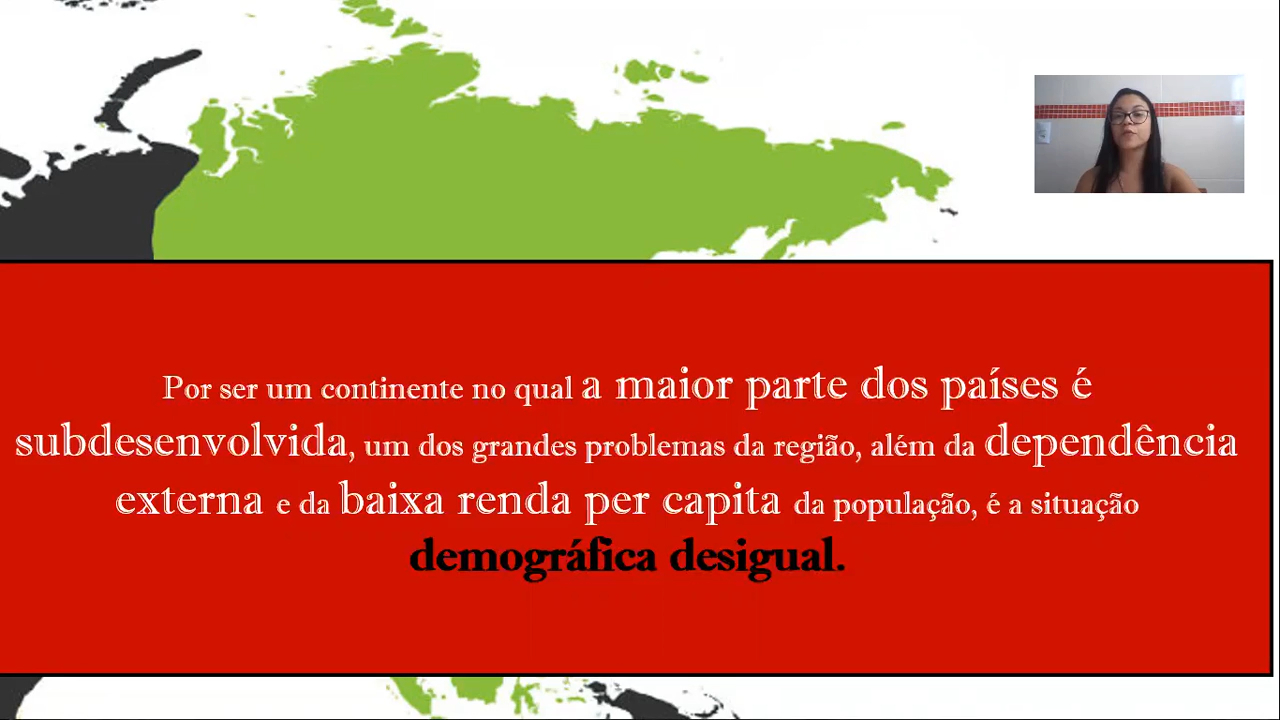 Por ser um continente no qual a maior parte dos países é
subdesenvolvida, um dos grandes problemas da região, além da dependência
externa e da baixa renda per capita da população, é a situação
demográfica desigual.